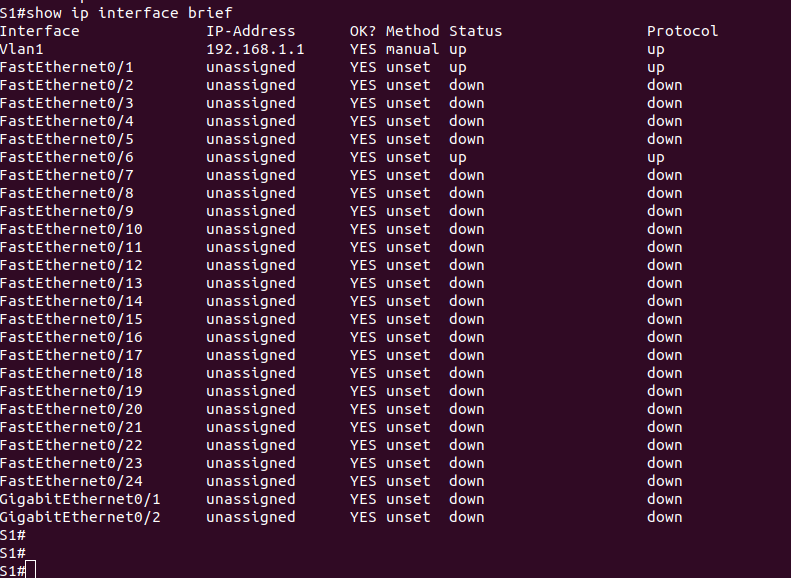 S1#show ip interface brief
Interface              IP-Address      OK? Method Status                Protocol
Vlan1                  192.168.1.1     YES manual up                    up
FastEthernet0/1        unassigned      YES unset  up                    up
FastEthernet0/2        unassigned      YES unset  down                  down
FastEthernet0/3        unassigned      YES unset  down                  down
FastEthernet0/4        unassigned      YES unset  down                  down
FastEthernet0/5        unassigned      YES unset  down                  down
FastEthernet0/6        unassigned      YES unset  up                    up
FastEthernet0/7        unassigned      YES unset  down                  down
FastEthernet0/8        unassigned      YES unset  down                  down
FastEthernet0/9        unassigned      YES unset  down                  down
FastEthernet0/10       unassigned      YES unset  down                  down
FastEthernet0/11       unassigned      YES unset  down                  down
FastEthernet0/12       unassigned      YES unset  down                  down
FastEthernet0/13       unassigned      YES unset  down                  down
FastEthernet0/14       unassigned      YES unset  down                  down
FastEthernet0/15       unassigned      YES unset  down                  down
FastEthernet0/16       unassigned      YES unset  down                  down
FastEthernet0/17       unassigned      YES unset  down                  down
FastEthernet0/18       unassigned      YES unset  down                  down
FastEthernet0/19       unassigned      YES unset  down                  down
FastEthernet0/20       unassigned      YES unset  down                  down
FastEthernet0/21       unassigned      YES unset  down                  down
FastEthernet0/22       unassigned      YES unset  down                  down
FastEthernet0/23       unassigned      YES unset  down                  down
FastEthernet0/24       unassigned      YES unset  down                  down
GigabitEthernet0/1     unassigned      YES unset  down                  down
GigabitEthernet0/2     unassigned      YES unset  down                  down
S1#
S1#
S1#